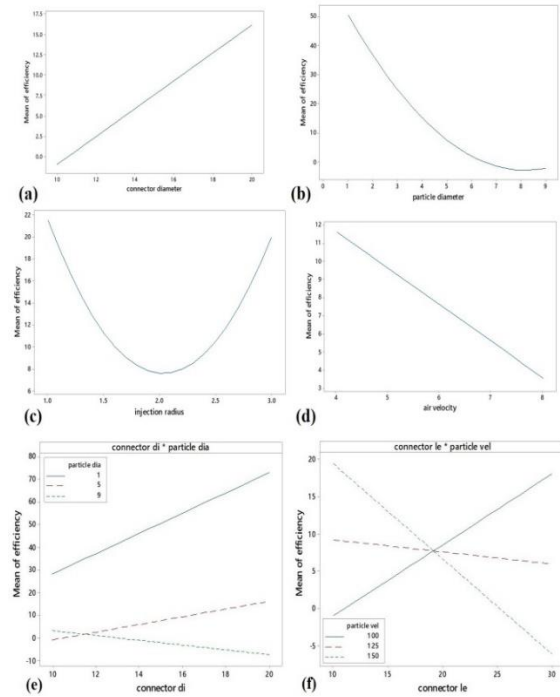 17.5
15.0
12.5
10.0
7.5
5.0
2.5
0.0
Mean of efficiency
10 12 14 16 18 20
connector diameter
(a)
50
40
30
20
10
0
Mean of efficiency
0 1 2 3 4 5 6 7 8 9
particle diameter
(b)
22
20
18
16
14
12
10
8
6
Mean of efficiency
1.0 1.5 2.0 2.5 3.0
injection radius
(c)
12
11
10
9
8
7
6
5
4
3
Mean of efficiency
4 5 6 7 8
air velocity
(d)
connector di * particle dia
80
70
60
50
40
30
20
10
0
-10
Mean of efficiency
particle dia
1
5
9
10 12 14 16 18 20
connector di
(e)
connector le * particle vel
20
15
10
5
0
-5
Mean of efficiency
particle vel
100
125
150
10 15 20 25 30
connector le
(f)